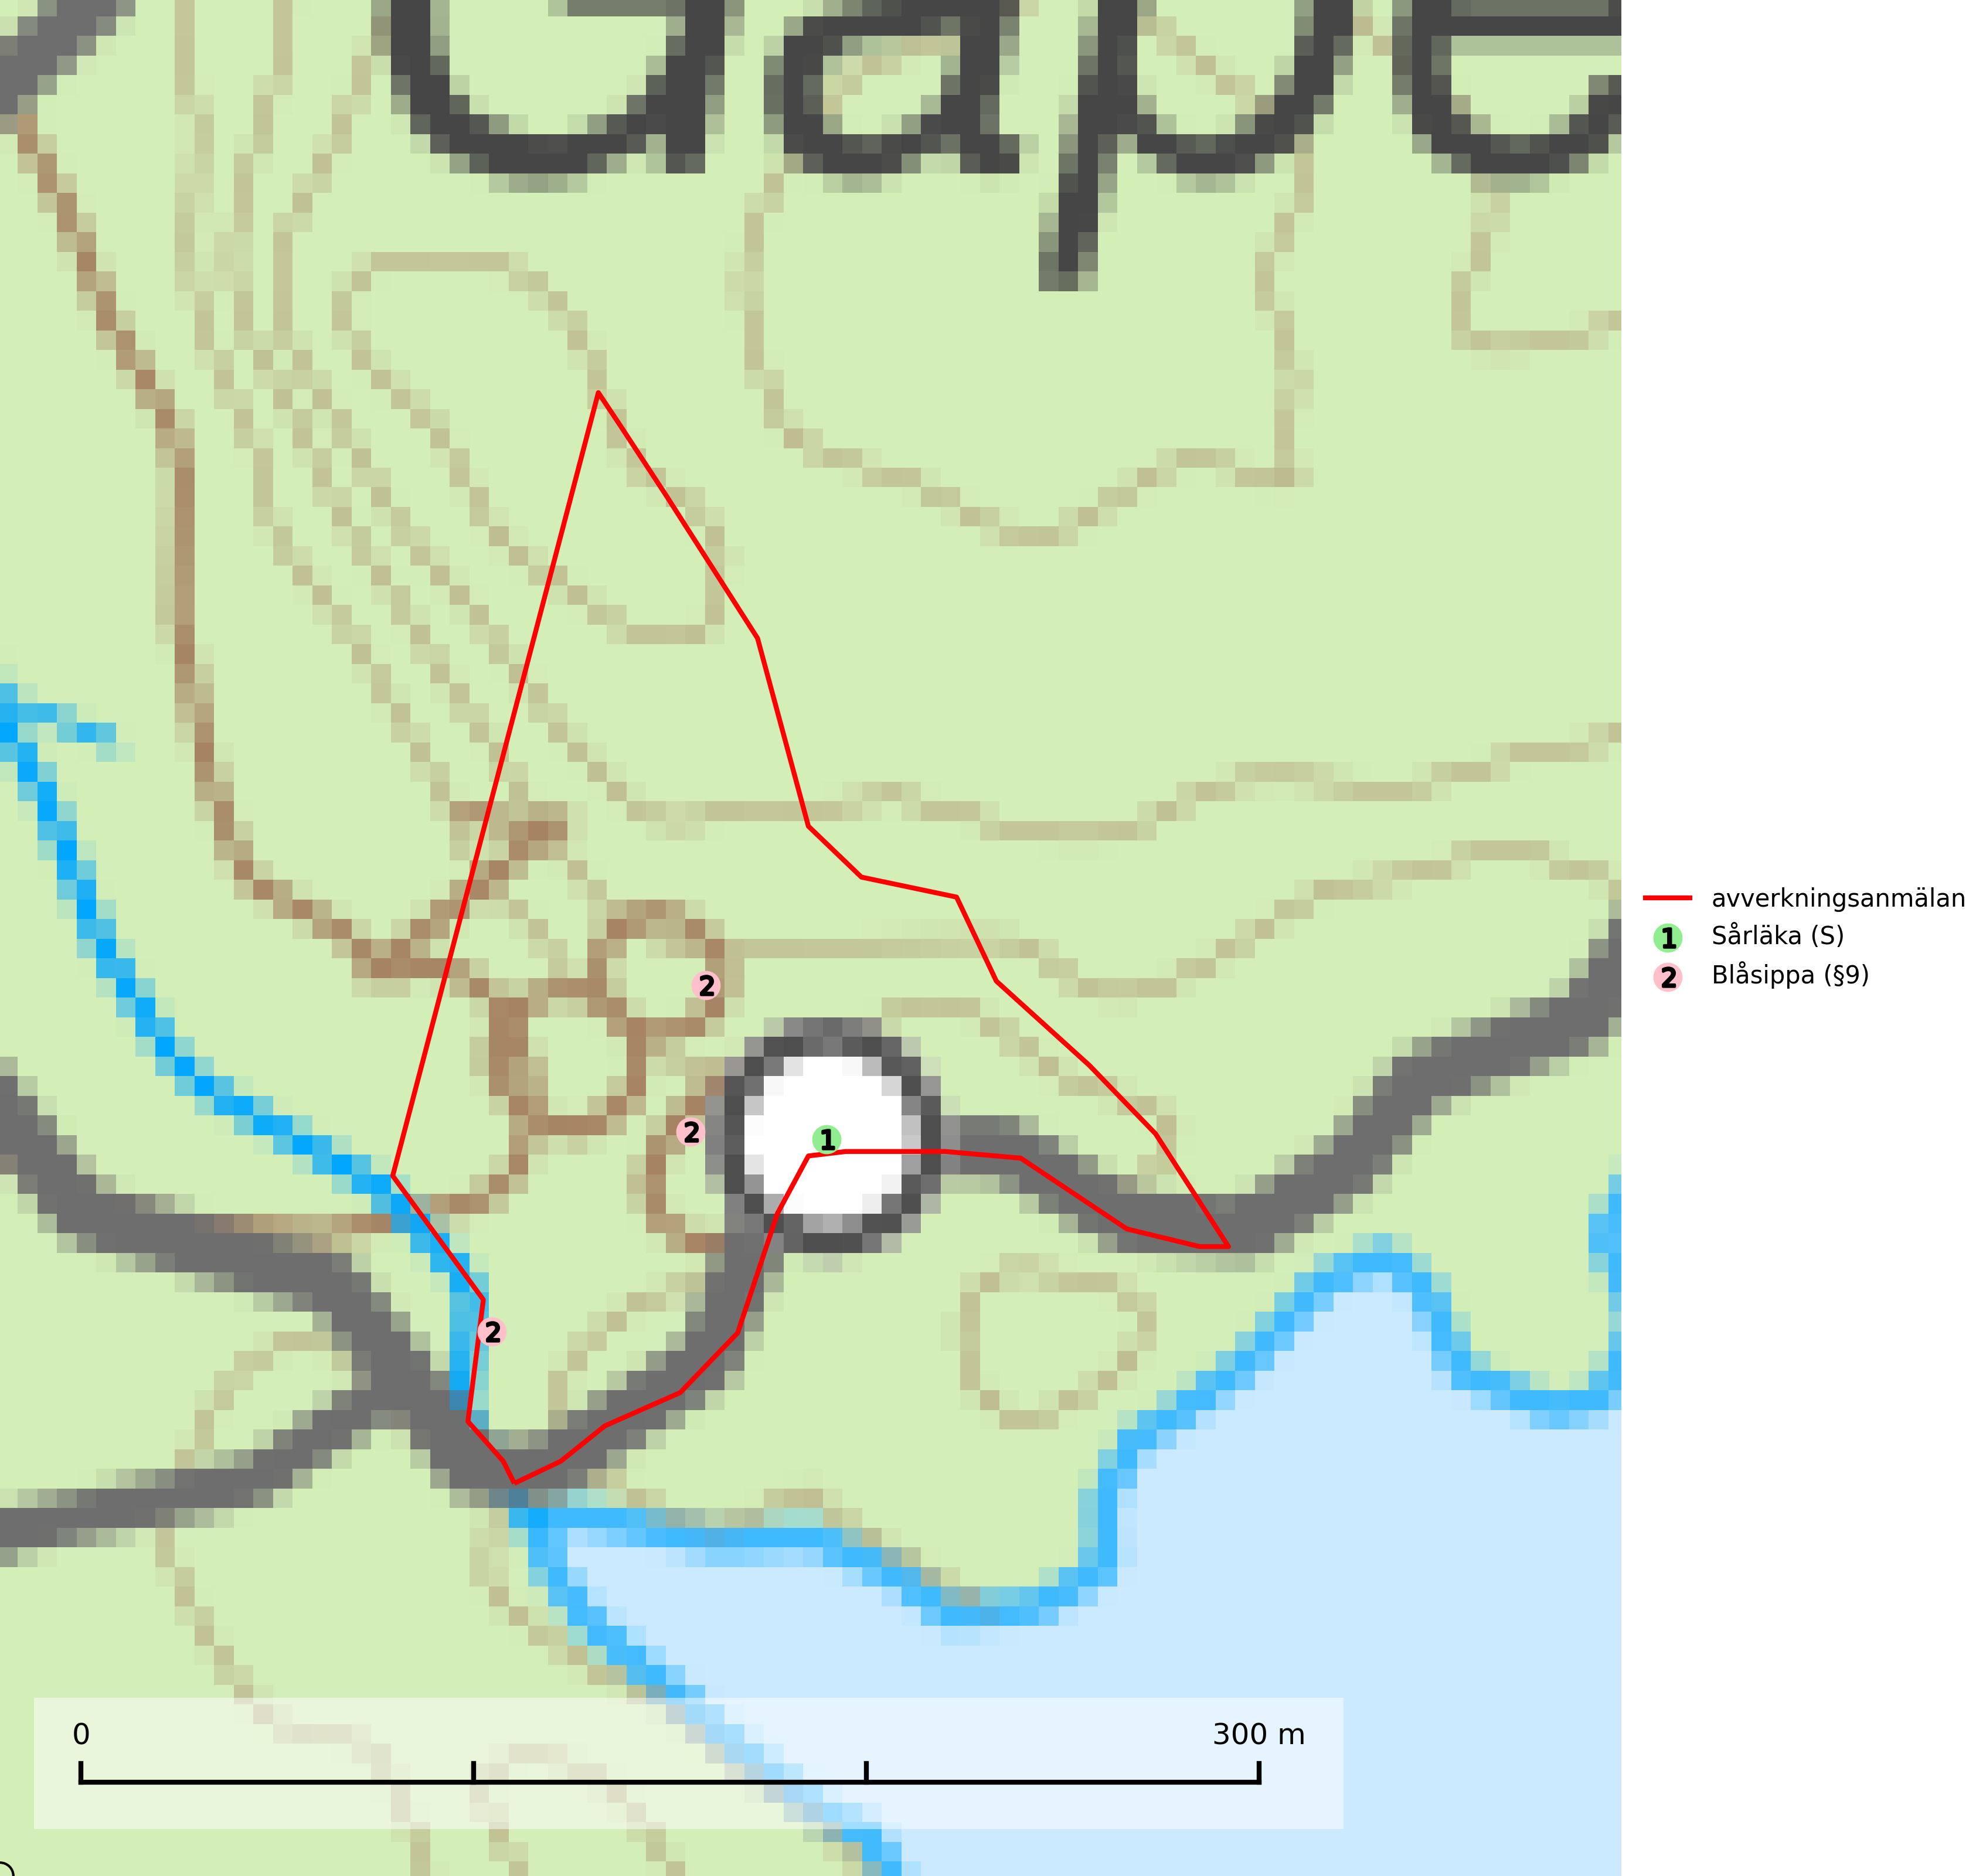 avverkningsanmälan
1 Sårläka (S)
2 Blåsippa (§9)
2
2
1
2
0 300 m